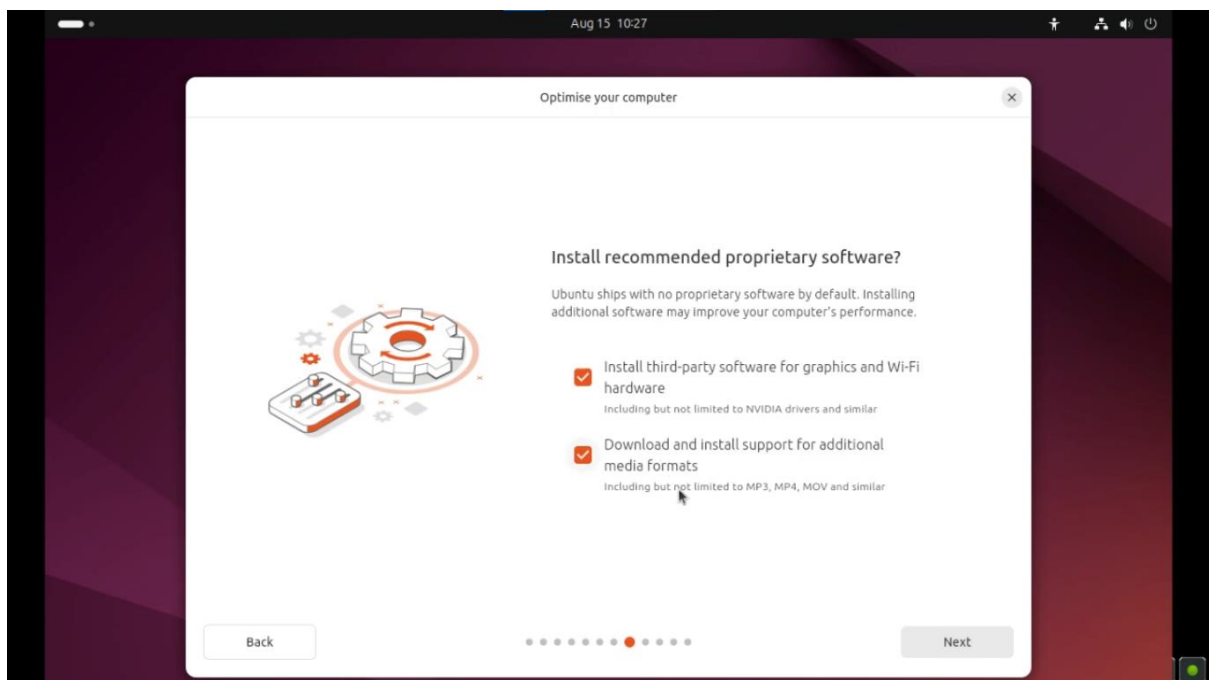 Aug 15 10:27
Optimise your computer
Install recommended proprietary software?
Ubuntu ships with no proprietary software by default. Installing
additional software may improve your computer's performance.
Install third-party software for graphics and Wi-Fi
hardware
Including but not limited to NVIDIA drivers and similar
Download and install support for additional
media formats
Including but not limited to MP3, MP4, MOV and similar
Back
Next